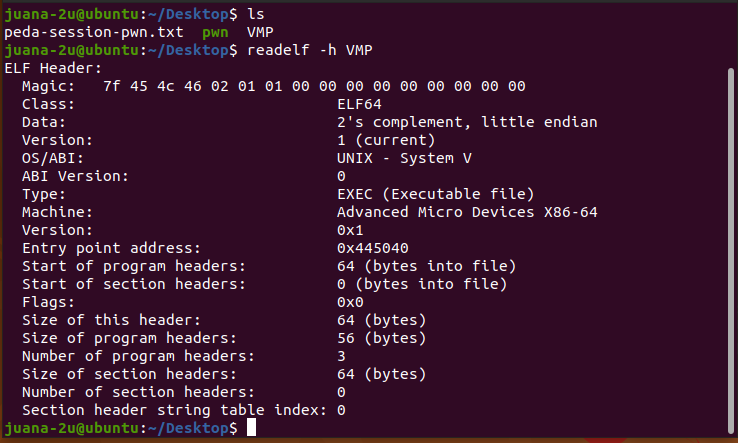 juana-2u@ubuntu:~/Desktop$ ls
peda-session-pwn.txt  pwn  VMP
juana-2u@ubuntu:~/Desktop$ readelf -h VMP
ELF Header:
  Magic:   7f 45 4c 46 02 01 01 00 00 00 00 00 00 00 00 00
  Class:                             ELF64
  Data:                              2's complement, little endian
  Version:                           1 (current)
  OS/ABI:                            UNIX - System V
  ABI Version:                       0
  Type:                              EXEC (Executable file)
  Machine:                           Advanced Micro Devices X86-64
  Version:                           0x1
  Entry point address:               0x445040
  Start of program headers:          64 (bytes into file)
  Start of section headers:          0 (bytes into file)
  Flags:                             0x0
  Size of this header:               64 (bytes)
  Size of program headers:           56 (bytes)
  Number of program headers:         3
  Size of section headers:           64 (bytes)
  Number of section headers:         0
  Section header string table index: 0
juana-2u@ubuntu:~/Desktop$